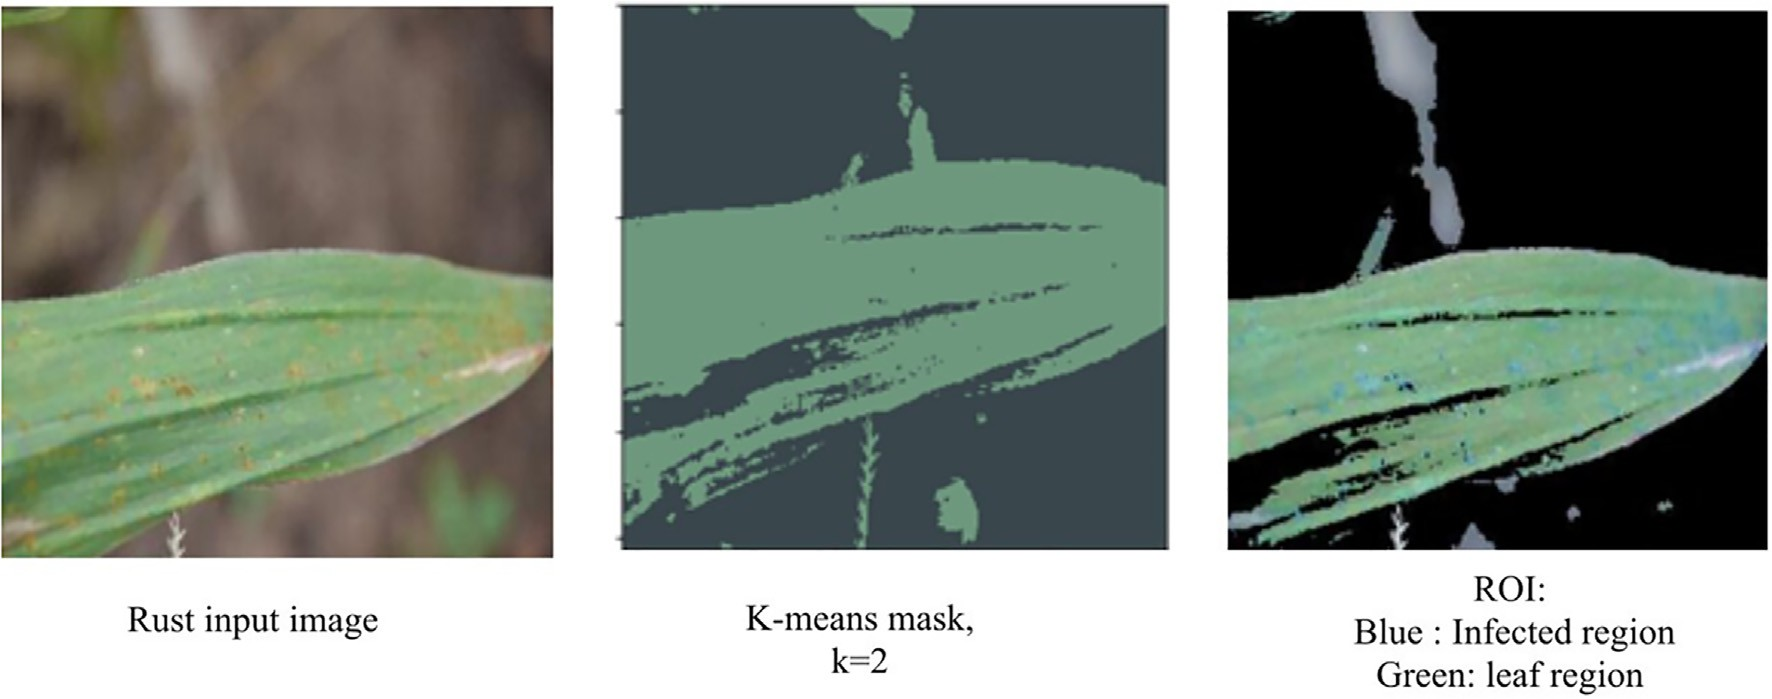 Rust input image
K-means mask,
k=2
ROI:
Blue : Infected region
Green: leaf region